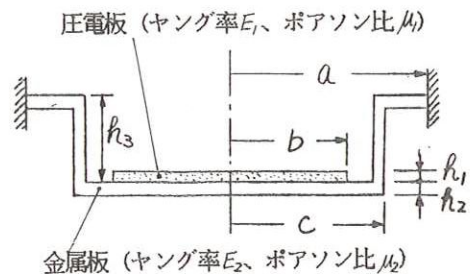 圧電板 (ヤング率E₁、ポアソン比μ₁)
a
h₃
b
h₁
h₂
c
金属板 (ヤング率E₂、ポアソン比μ₂)